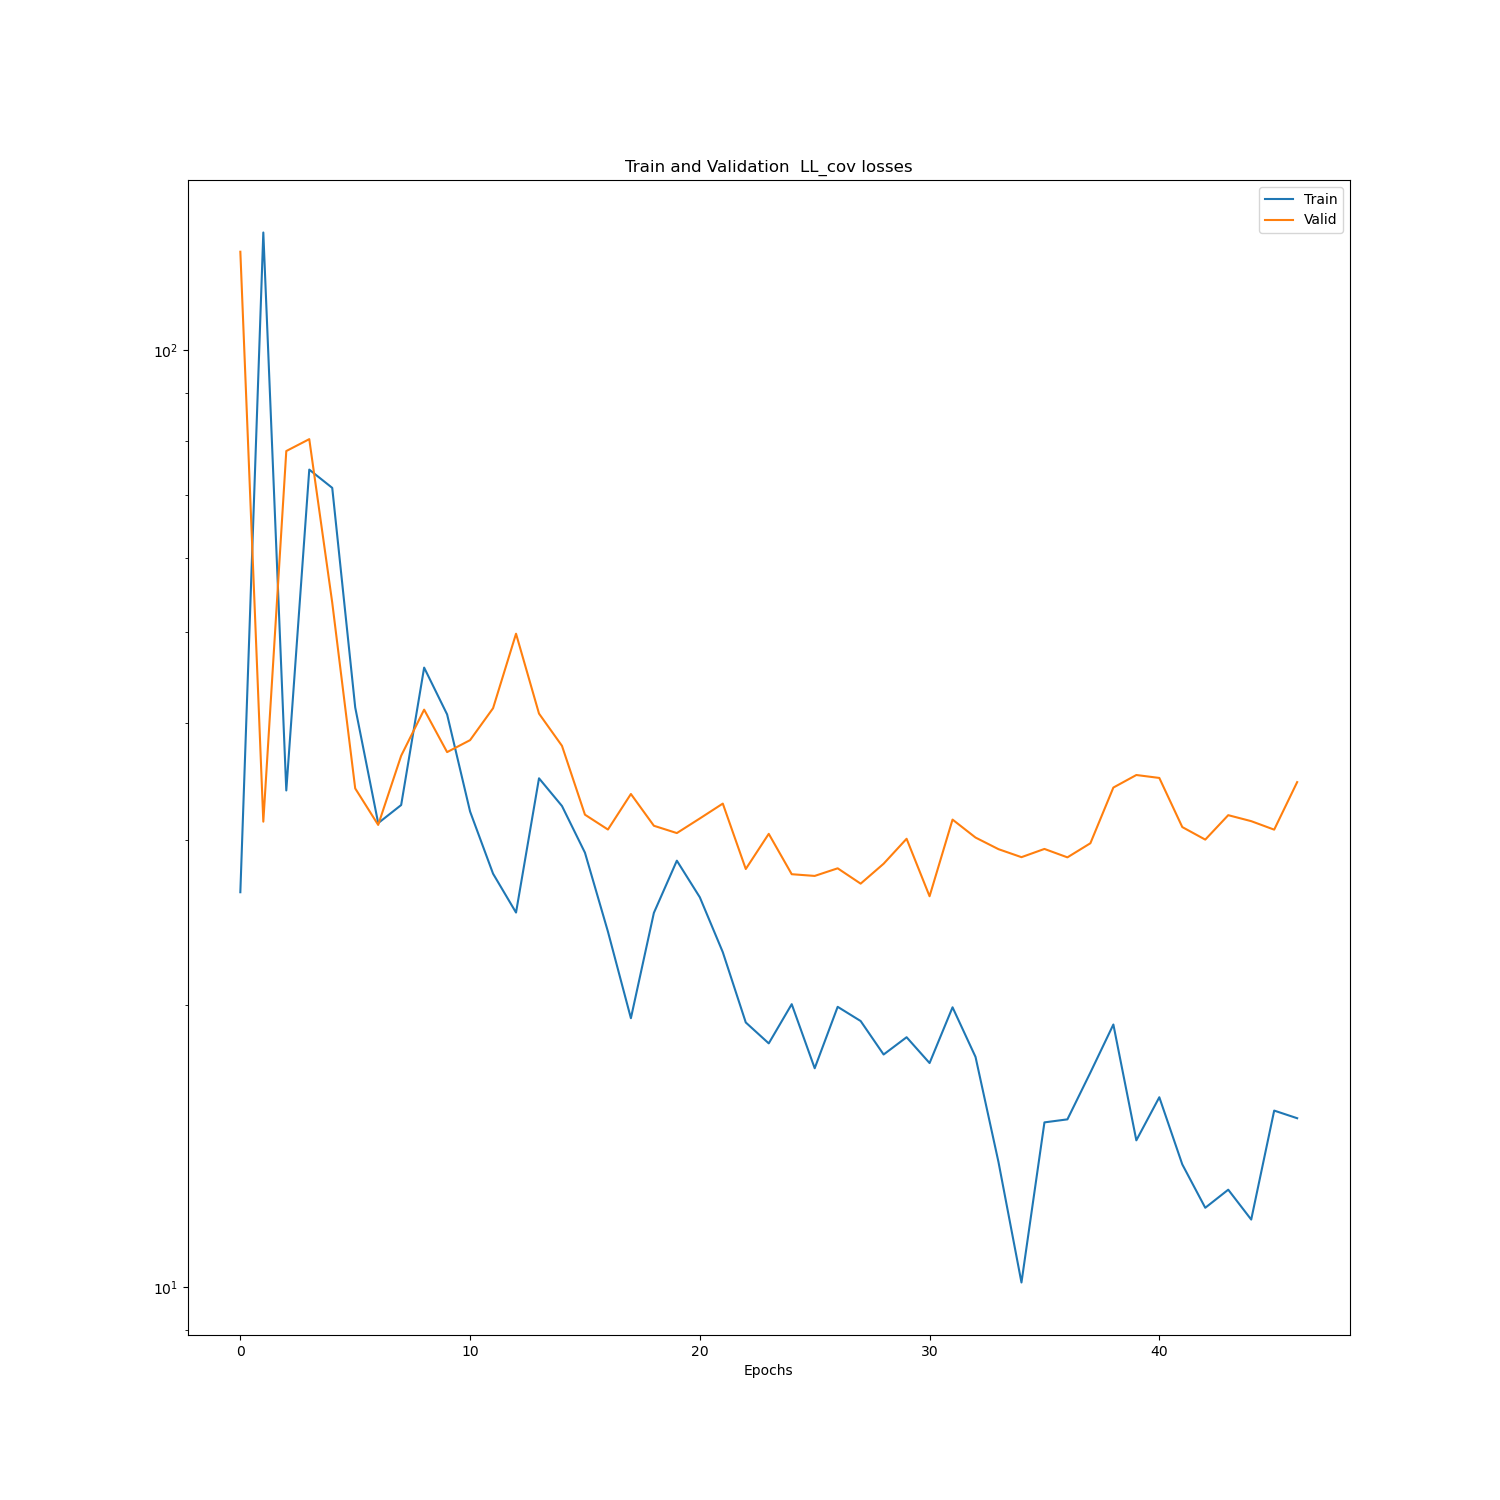 Train and Validation  LL_cov losses
Train
Valid
10²
10¹
0 10 20 30 40
Epochs